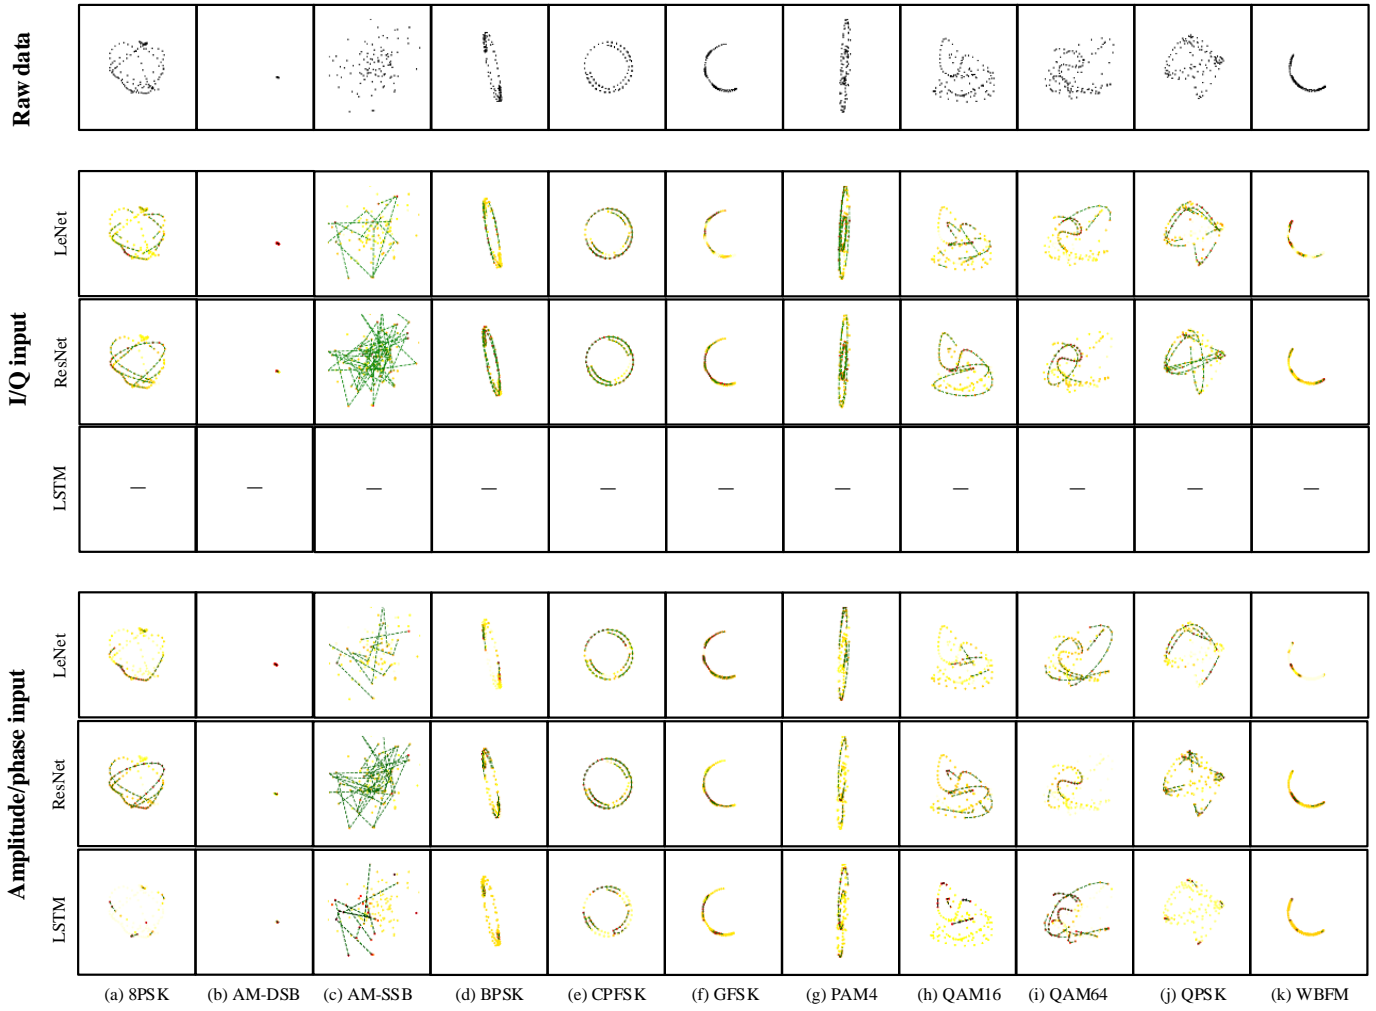 Raw data
I/Q input
LeNet
ResNet
LSTM
— — — — — — — — — — —
Amplitude/phase input
LeNet
ResNet
LSTM
(a) 8PSK (b) AM-DSB (c) AM-SSB (d) BPSK (e) CPFSK (f) GFSK (g) PAM4 (h) QAM16 (i) QAM64 (j) QPSK (k) WBFM